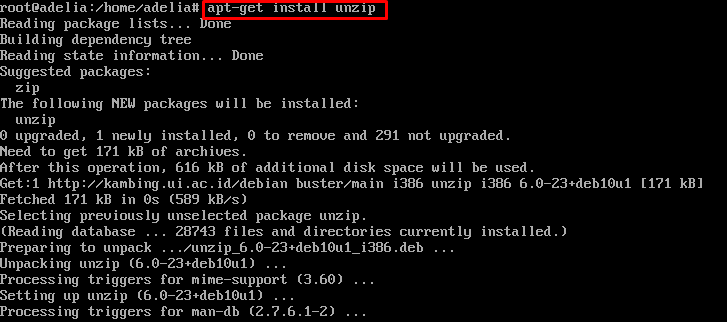 root@adelia:/home/adelia# apt-get install unzip
Reading package lists... Done
Building dependency tree
Reading state information... Done
Suggested packages:
  zip
The following NEW packages will be installed:
  unzip
0 upgraded, 1 newly installed, 0 to remove and 291 not upgraded.
Need to get 171 kB of archives.
After this operation, 616 kB of additional disk space will be used.
Get:1 http://kambing.ui.ac.id/debian buster/main i386 unzip i386 6.0-23+deb10u1 [171 kB]
Fetched 171 kB in 0s (589 kB/s)
Selecting previously unselected package unzip.
(Reading database ... 28743 files and directories currently installed.)
Preparing to unpack .../unzip_6.0-23+deb10u1_i386.deb ...
Unpacking unzip (6.0-23+deb10u1) ...
Processing triggers for mime-support (3.60) ...
Setting up unzip (6.0-23+deb10u1) ...
Processing triggers for man-db (2.7.6.1-2) ...